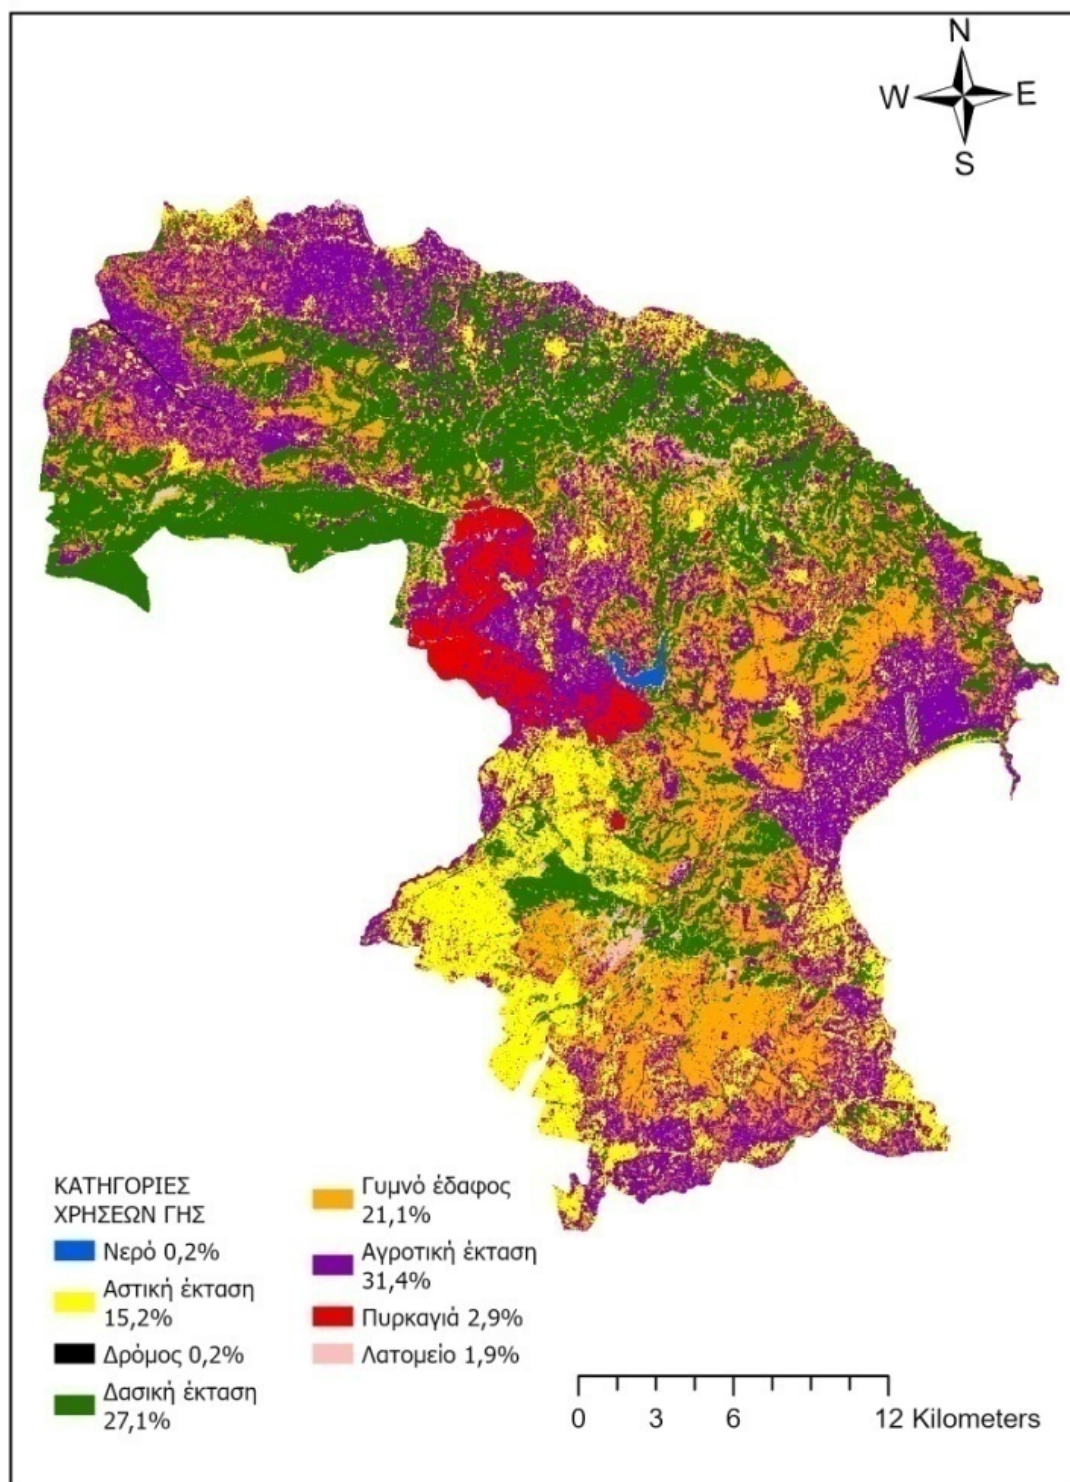 N
W E
S
ΚΑΤΗΓΟΡΙΕΣ
ΧΡΗΣΕΩΝ ΓΗΣ
Νερό 0,2%
Αστική έκταση
15,2%
Δρόμος 0,2%
Δασική έκταση
27,1%
Γυμνό έδαφος
21,1%
Αγροτική έκταση
31,4%
Πυρκαγιά 2,9%
Λατομείο 1,9%
0 3 6 12 Kilometers